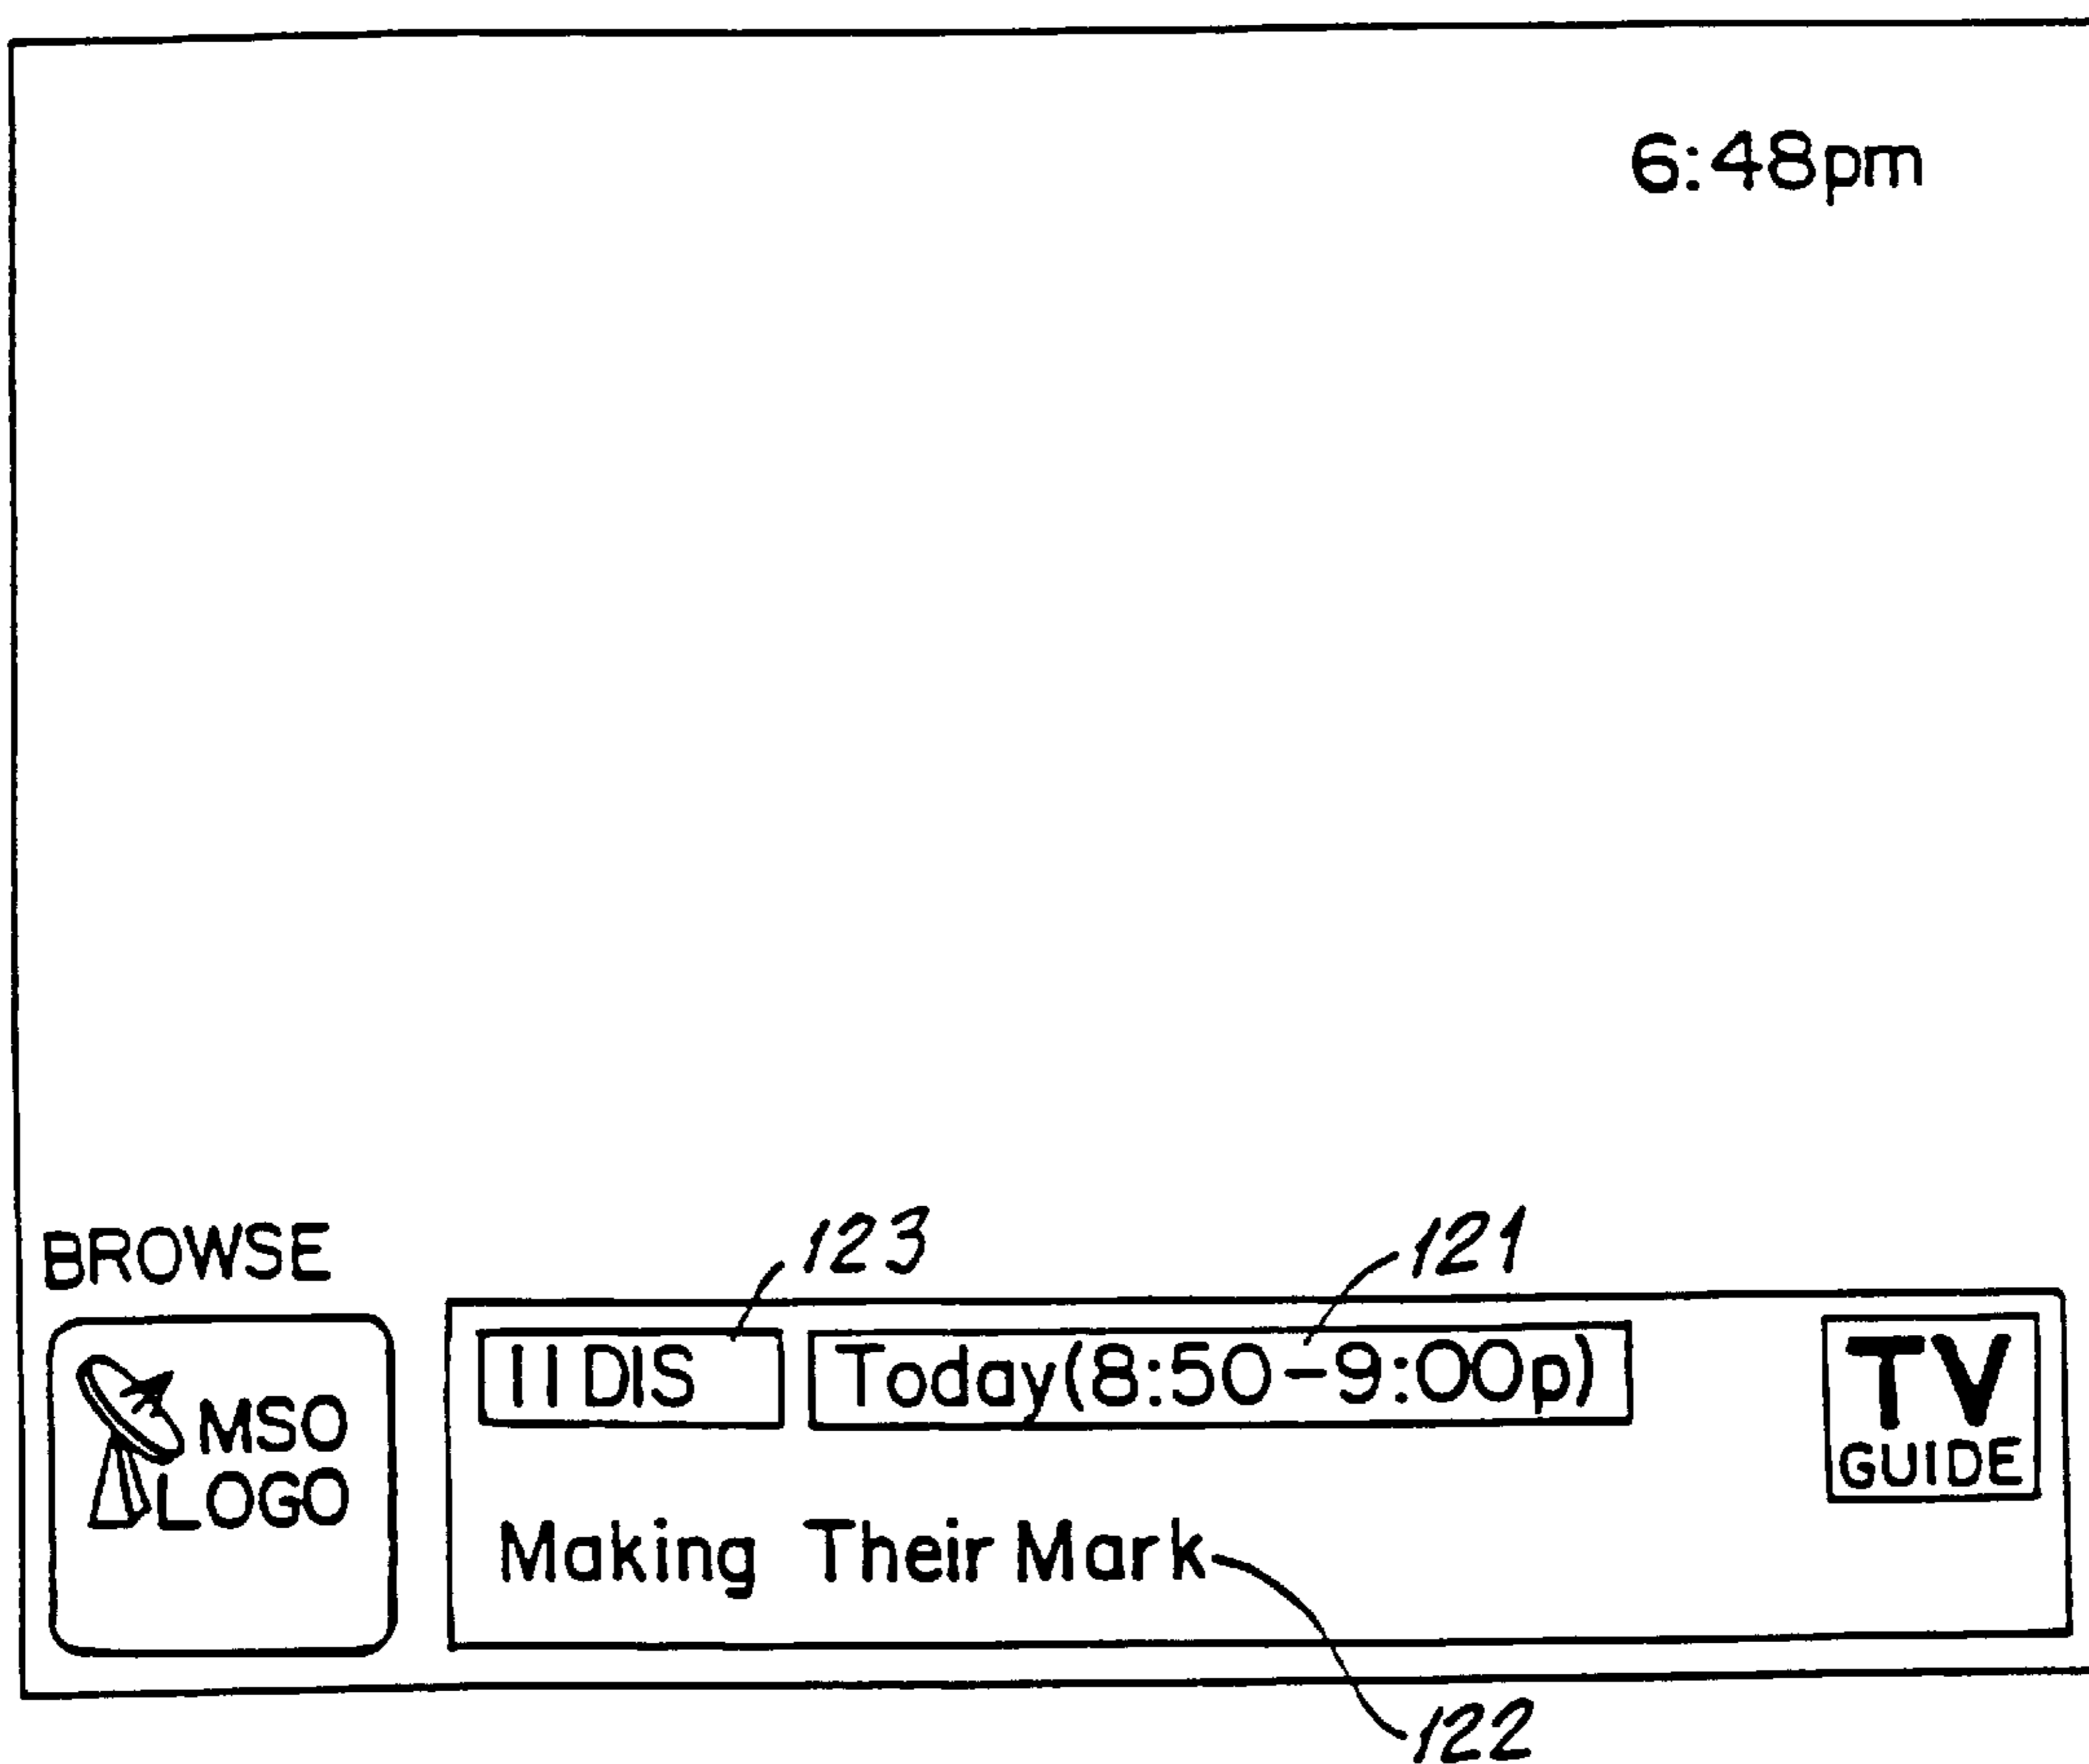 6:48pm
BROWSE
123
121
11 DIS
Today(8:50-9:00p)
TV
GUIDE
MSO
LOGO
Making Their Mark
122